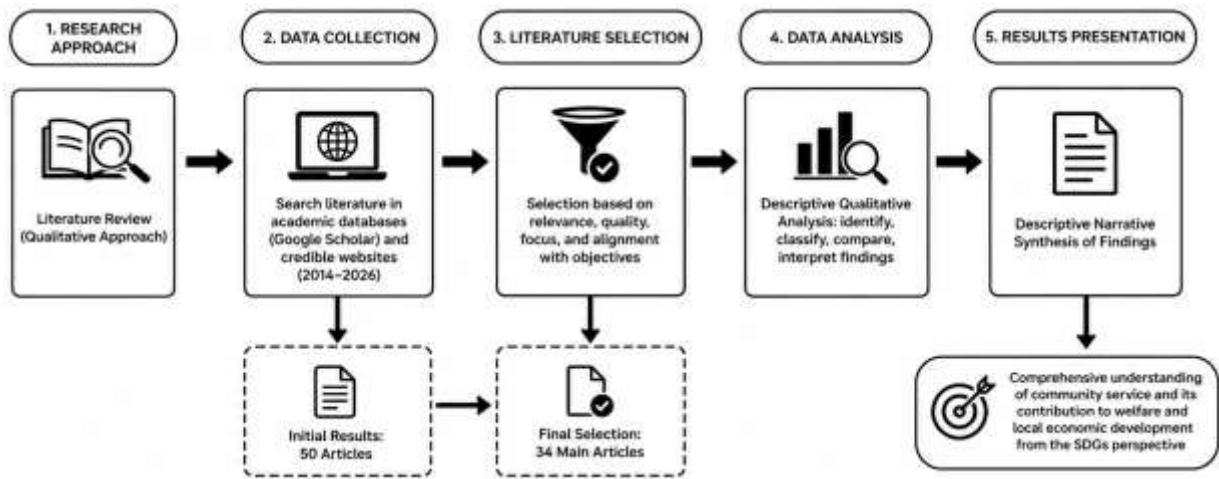 1. RESEARCH
APPROACH
2. DATA COLLECTION
3. LITERATURE SELECTION
4. DATA ANALYSIS
5. RESULTS PRESENTATION
Literature Review
(Qualitative Approach)
Search literature in
academic databases
(Google Scholar) and
credible websites
(2014–2026)
Selection based on
relevance, quality,
focus, and alignment
with objectives
Descriptive Qualitative
Analysis: identify,
classify, compare,
interpret findings
Descriptive Narrative
Synthesis of Findings
Initial Results:
50 Articles
Final Selection:
34 Main Articles
Comprehensive understanding
of community service and its
contribution to welfare and
local economic development
from the SDGs perspective